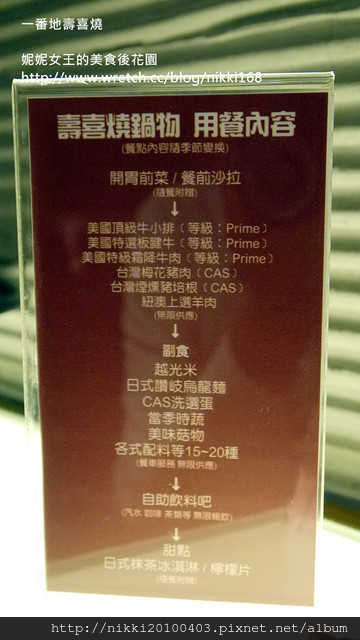 一番地壽喜燒
妮妮女王的美食後花園
http://www.wretch.cc/blog/nikki168
壽喜燒鍋物 用餐內容
(餐點內容隨季節變換)
開胃前菜 / 餐前沙拉
(隨餐附贈)
美國頂級牛小排（等級：Prime）
美國特選板腱牛（等級：Prime）
美國特級霜降牛肉（等級：Prime）
台灣梅花豬肉（CAS）
台灣煙燻豬培根（CAS）
紐澳上選羊肉
(無限供應)
副食
越光米
日式讚岐烏龍麵
CAS洗選蛋
當季時蔬
美味菇物
各式配料等15~20種
(餐車服務 無限供應)
自助飲料吧
(汽水 咖啡 茶類等 無限暢飲)
甜點
日式抹茶冰淇淋 / 檸檬片
(隨餐附贈)
http://nikki20100403.pixnet.net/album